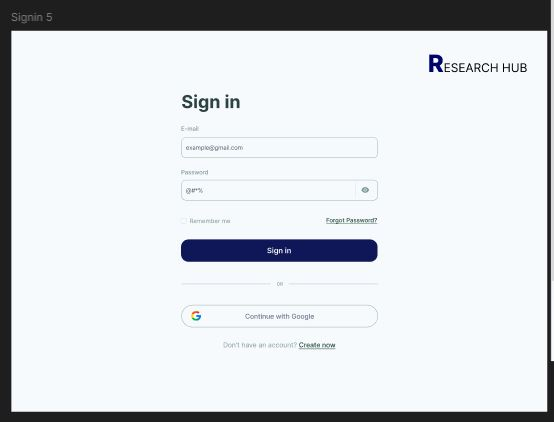 Signin 5
RESEARCH HUB
Sign in
E-mail
example@gmail.com
Password
@#*%
Remember me
Forgot Password?
Sign in
OR
Continue with Google
Don't have an account? Create now